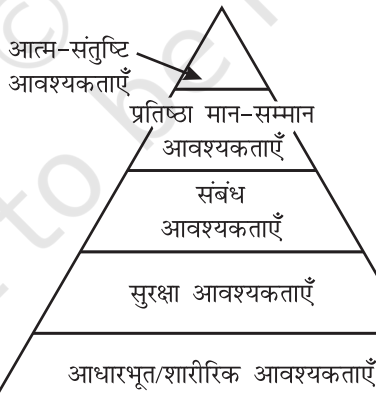 आत्म-संतुष्टि
आवश्यकताएँ
प्रतिष्ठा मान-सम्मान
आवश्यकताएँ
संबंध
आवश्यकताएँ
सुरक्षा आवश्यकताएँ
आधारभूत/शारीरिक आवश्यकताएँ